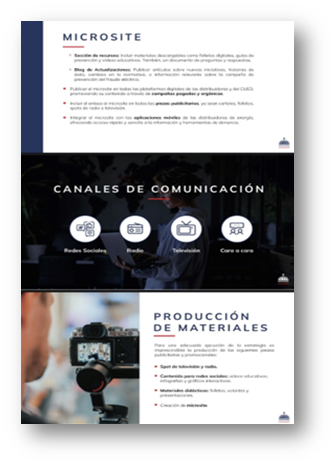 MICROSITE
Sección de recursos: Incluir materiales descargables como folletos digitales, guías de
prevención y videos educativos. También, un documento de preguntas y respuestas.
Blog de Actualizaciones: Publicar artículos sobre nuevas iniciativas, historias de
éxito, cambios en la normativa, o información relevante sobre la campaña de
prevención del fraude eléctrico.
Publicar el microsite en todas las plataformas digitales de las distribuidoras y del CUED,
promoviendo su contenido a través de campañas pagadas y orgánicas.
Incluir el enlace al microsite en todas las piezas publicitarias, ya sean carteles, folletos,
spots de radio o televisión.
Integrar el microsite con las aplicaciones móviles de las distribuidoras de energía,
ofreciendo acceso rápido y sencillo a la información y herramientas de denuncia.
CANALES DE COMUNICACIÓN
Redes Sociales
Radio
Televisión
Cara a cara
PRODUCCIÓN
DE MATERIALES
Para una adecuada ejecución de la estrategia es
imprescindible la producción de las siguientes piezas
publicitarias y promocionales:
Spot de televisión y radio.
Contenido para redes sociales: videos educativos,
infografías y gráficos interactivos.
Materiales didácticos: folletos, volantes y
presentaciones.
Creación de microsite.